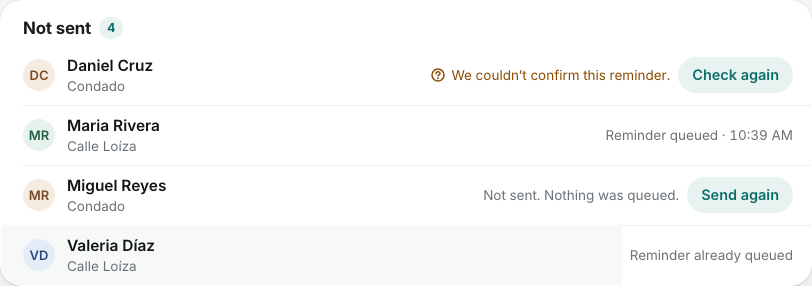 Not sent 4
DC Daniel Cruz
Condado
We couldn’t confirm this reminder. Check again
MR Maria Rivera
Calle Loíza
Reminder queued · 10:39 AM
MR Miguel Reyes
Condado
Not sent. Nothing was queued. Send again
VD Valeria Díaz
Calle Loíza
Reminder already queued